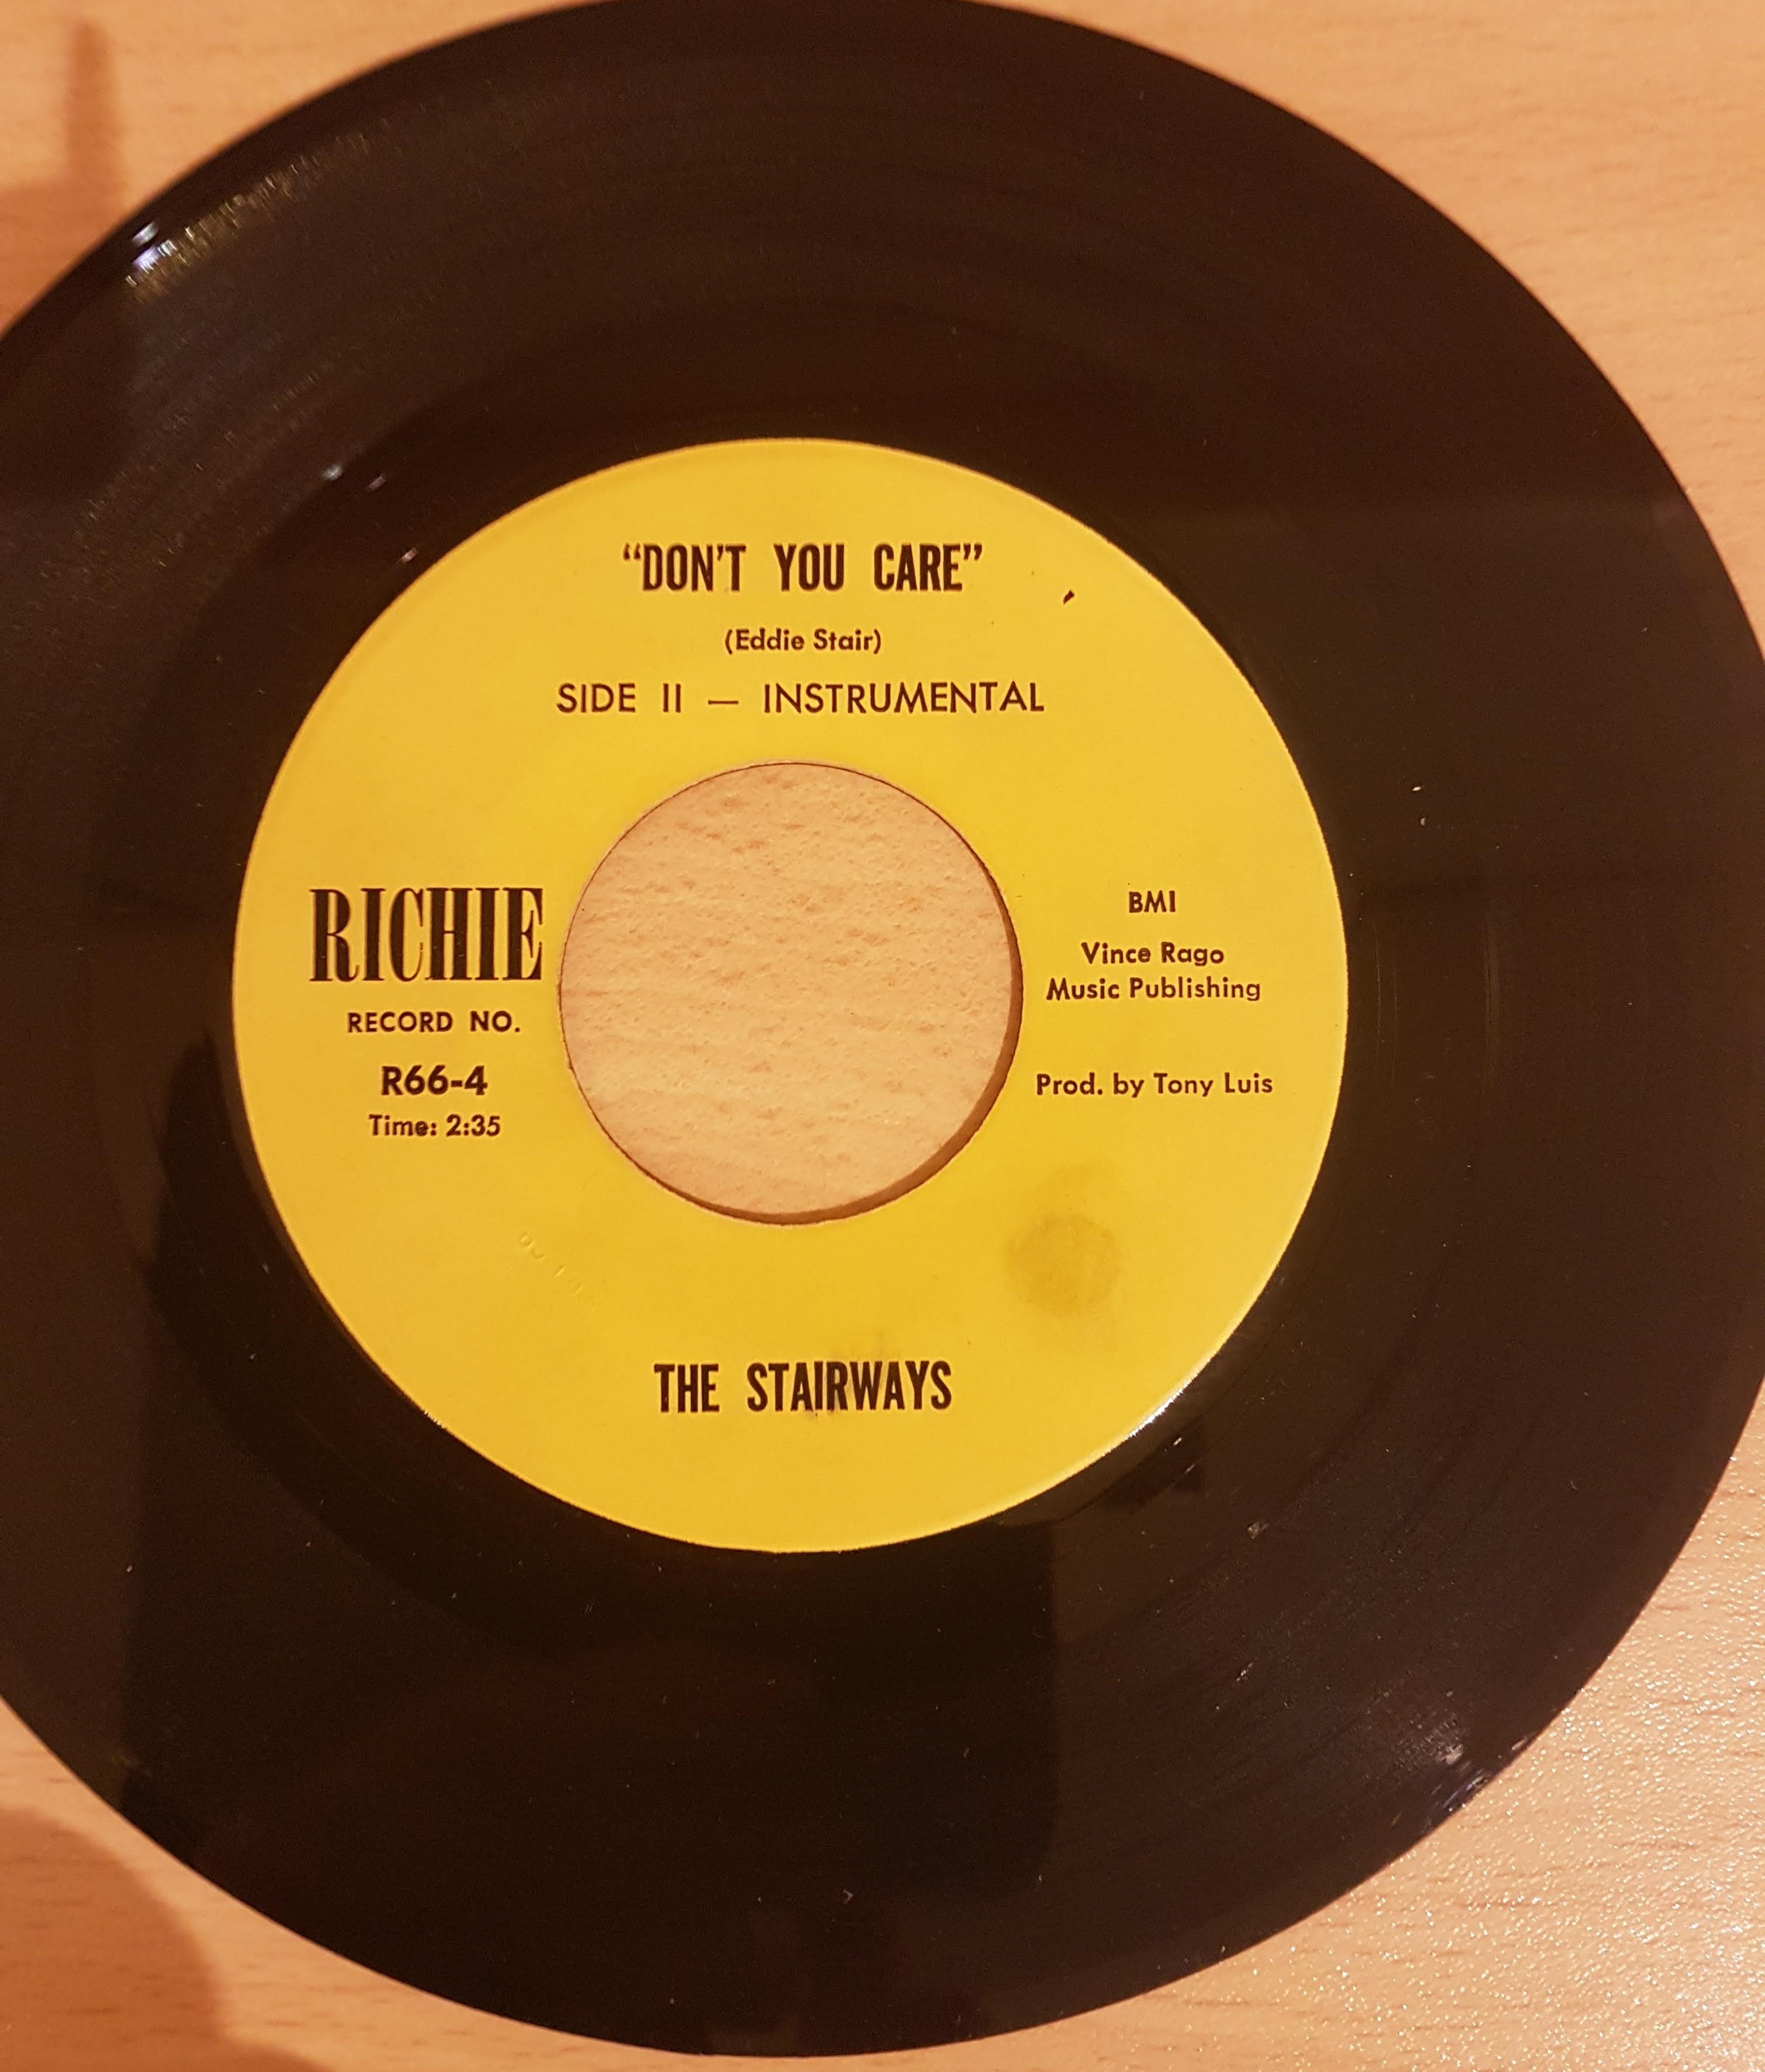 “DON'T YOU CARE”
(Eddie Stair)
SIDE II — INSTRUMENTAL
RICHIE
RECORD NO.
R66-4
Time: 2:35
BMI
Vince Rago
Music Publishing
Prod. by Tony Luis
THE STAIRWAYS